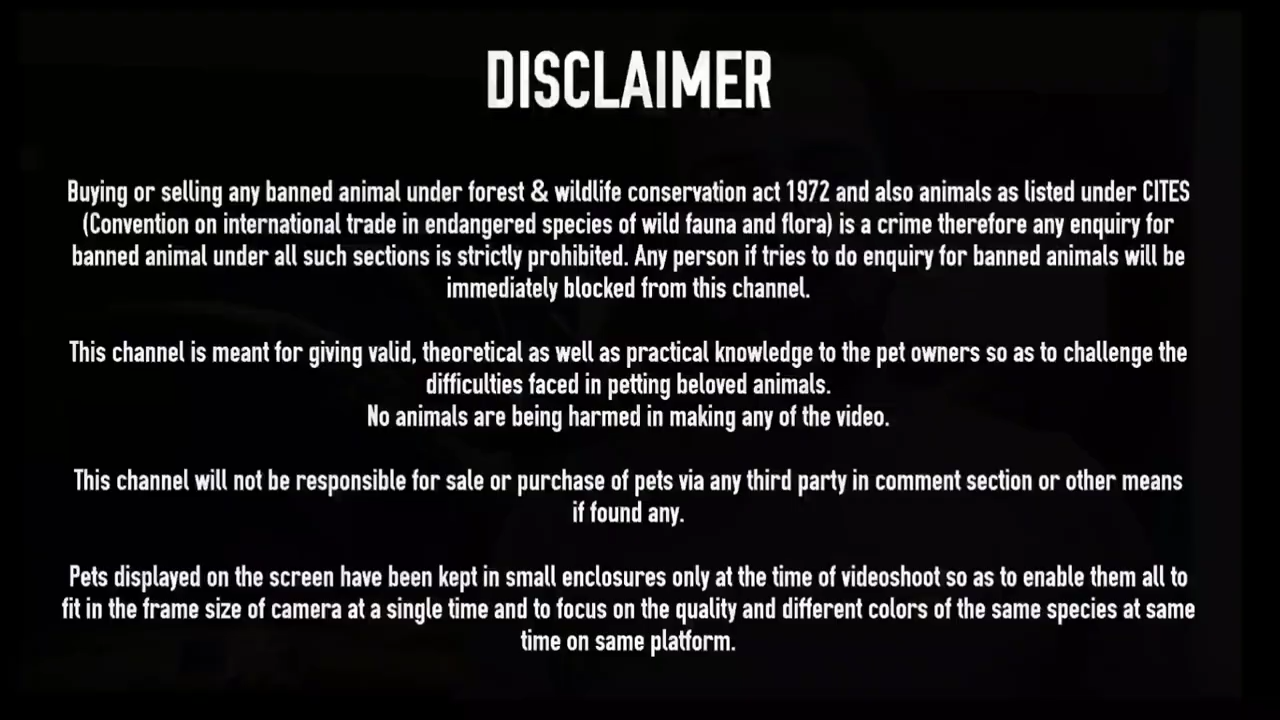 DISCLAIMER
Buying or selling any banned animal under forest & wildlife conservation act 1972 and also animals as listed under CITES
(Convention on international trade in endangered species of wild fauna and flora) is a crime therefore any enquiry for
banned animal under all such sections is strictly prohibited. Any person if tries to do enquiry for banned animals will be
immediately blocked from this channel.
This channel is meant for giving valid, theoretical as well as practical knowledge to the pet owners so as to challenge the
difficulties faced in petting beloved animals.
No animals are being harmed in making any of the video.
This channel will not be responsible for sale or purchase of pets via any third party in comment section or other means
if found any.
Pets displayed on the screen have been kept in small enclosures only at the time of videoshoot so as to enable them all to
fit in the frame size of camera at a single time and to focus on the quality and different colors of the same species at same
time on same platform.